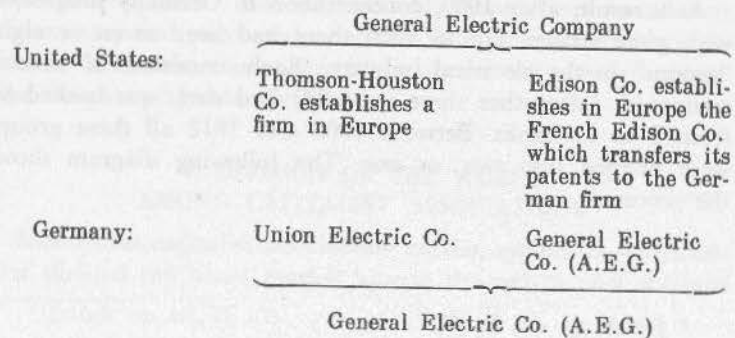 General Electric Company
United States:
Thomson-Houston
Co. establishes a
firm in Europe
Edison Co. establi-
shes in Europe the
French Edison Co.
which transfers its
patents to the Ger-
man firm
Germany:
Union Electric Co.
General Electric
Co. (A.E.G.)
General Electric Co. (A.E.G.)